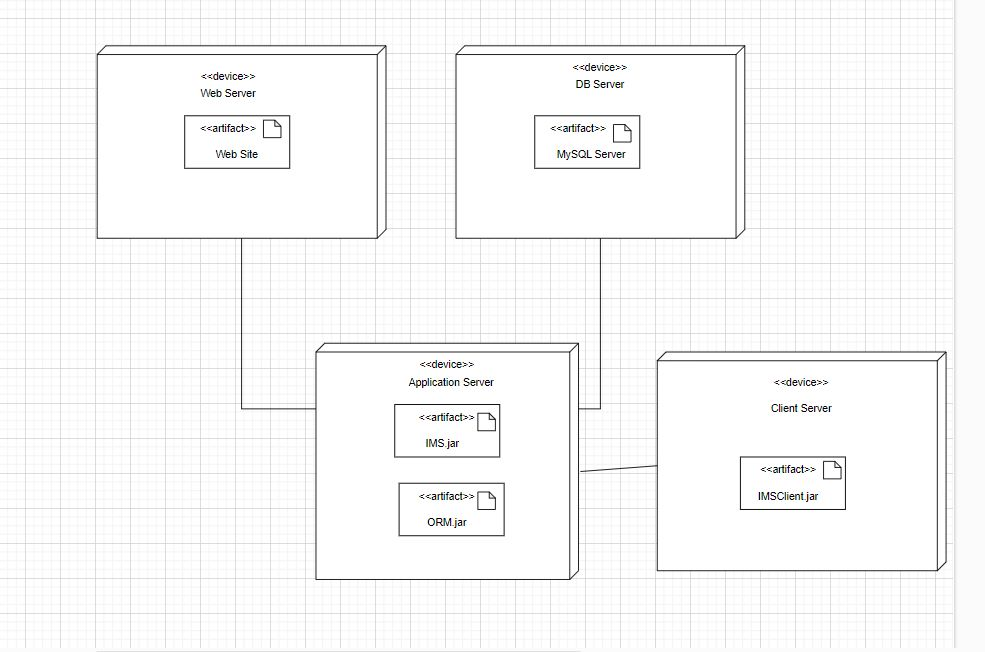 <<device>>
Web Server
<<artifact>>
Web Site
<<device>>
DB Server
<<artifact>>
MySQL Server
<<device>>
Application Server
<<artifact>>
IMS.jar
<<artifact>>
ORM.jar
<<device>>
Client Server
<<artifact>>
IMSClient.jar